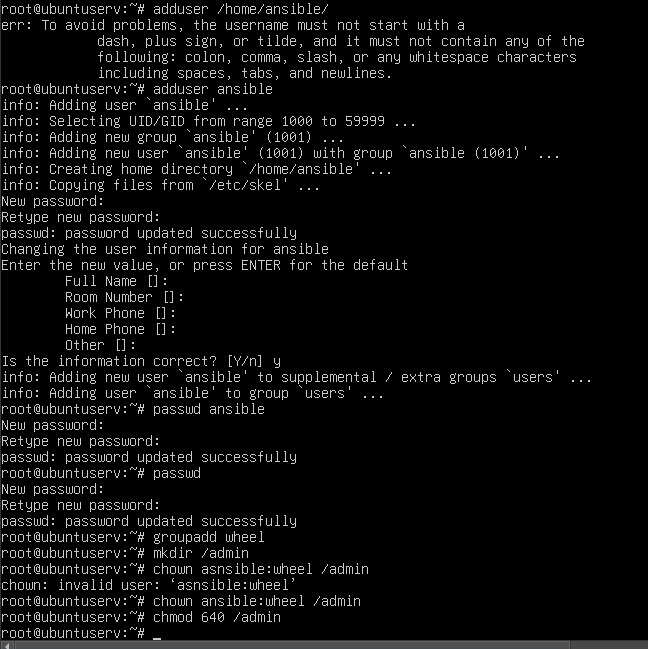 root@ubuntuserv:~# adduser /home/ansible/
err: To avoid problems, the username must not start with a
dash, plus sign, or tilde, and it must not contain any of the
following: colon, comma, slash, or any whitespace characters
including spaces, tabs, and newlines.
root@ubuntuserv:~# adduser ansible
info: Adding user `ansible' ...
info: Selecting UID/GID from range 1000 to 59999 ...
info: Adding new group `ansible' (1001) ...
info: Adding new user `ansible' (1001) with group `ansible (1001)' ...
info: Creating home directory `/home/ansible' ...
info: Copying files from `/etc/skel' ...
New password:
Retype new password:
passwd: password updated successfully
Changing the user information for ansible
Enter the new value, or press ENTER for the default
Full Name []:
Room Number []:
Work Phone []:
Home Phone []:
Other []:
Is the information correct? [Y/n] y
info: Adding new user `ansible' to supplemental / extra groups `users' ...
info: Adding user `ansible' to group `users' ...
root@ubuntuserv:~# passwd ansible
New password:
Retype new password:
passwd: password updated successfully
root@ubuntuserv:~# passwd
New password:
Retype new password:
passwd: password updated successfully
root@ubuntuserv:~# groupadd wheel
root@ubuntuserv:~# mkdir /admin
root@ubuntuserv:~# chown asnsible:wheel /admin
chown: invalid user: ‘asnsible:wheel’
root@ubuntuserv:~# chown ansible:wheel /admin
root@ubuntuserv:~# chmod 640 /admin
root@ubuntuserv:~# _